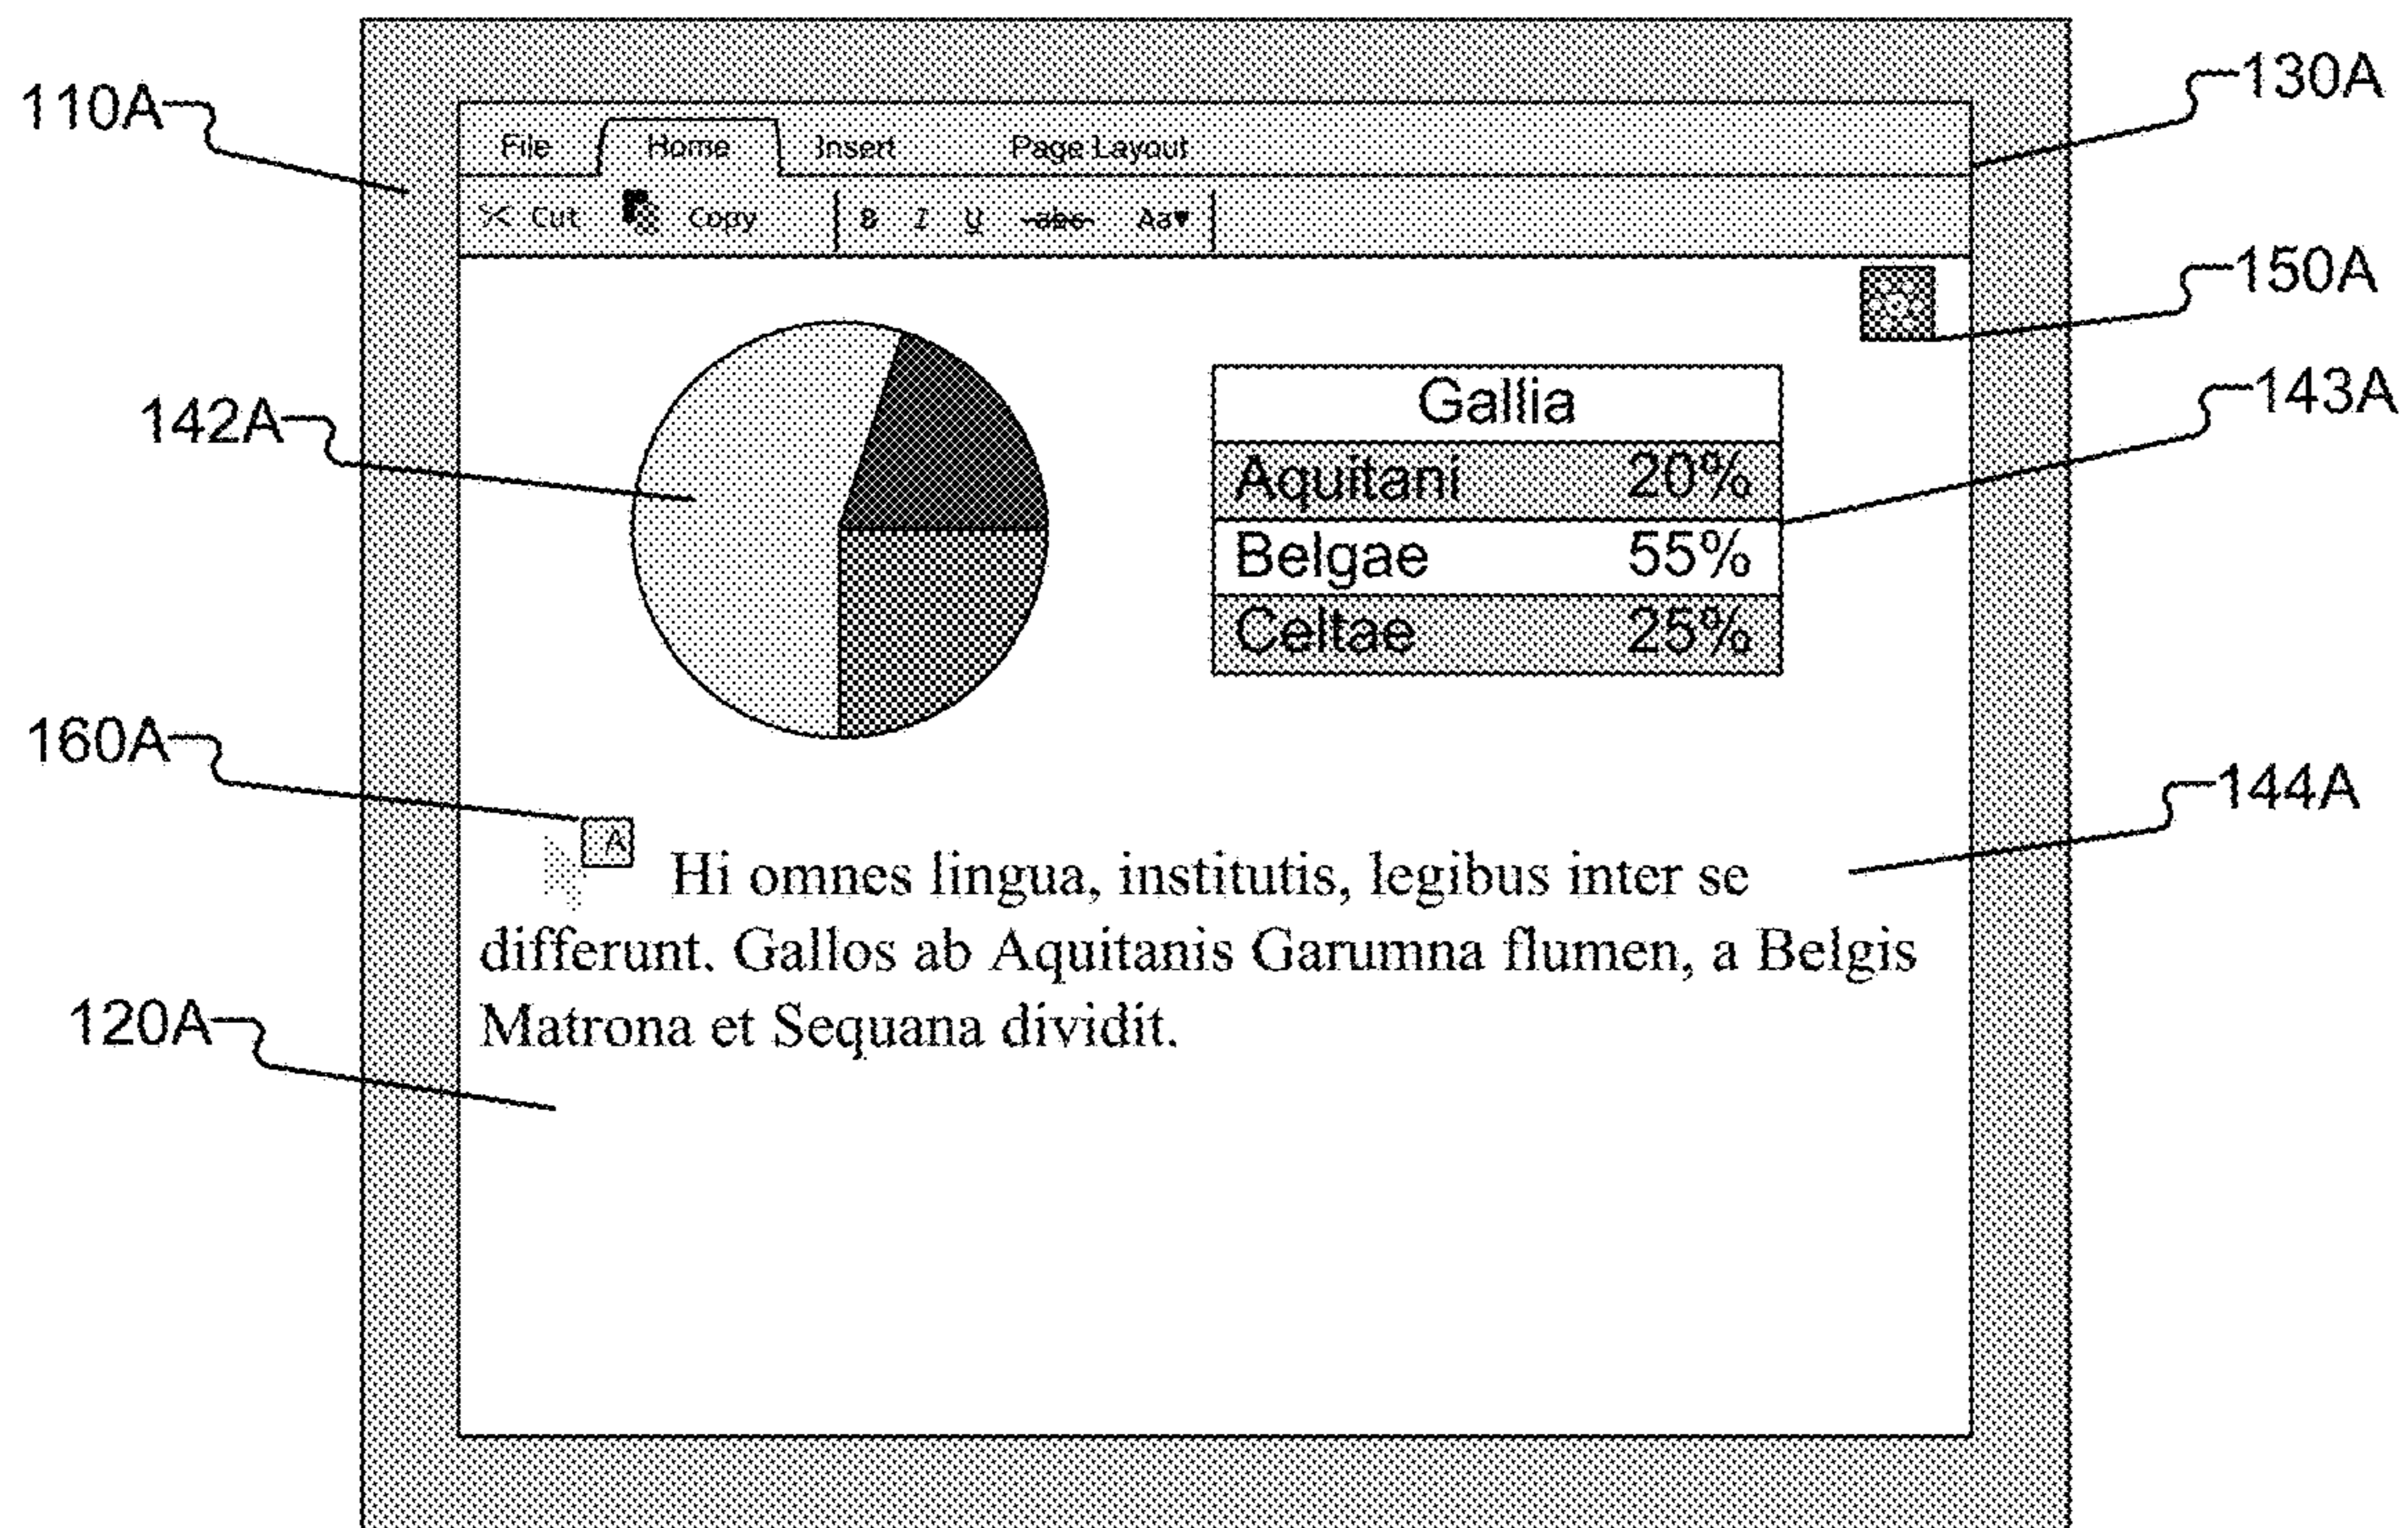 110A
130A
File Home Insert Page Layout
Cut Copy B I U abc Aa▾
150A
142A
143A
Gallia
Aquitani 20%
Belgae 55%
Celtae 25%
160A
144A
A
Hi omnes lingua, institutis, legibus inter se
differunt. Gallos ab Aquitanis Garumna flumen, a Belgis
Matrona et Sequana dividit.
120A